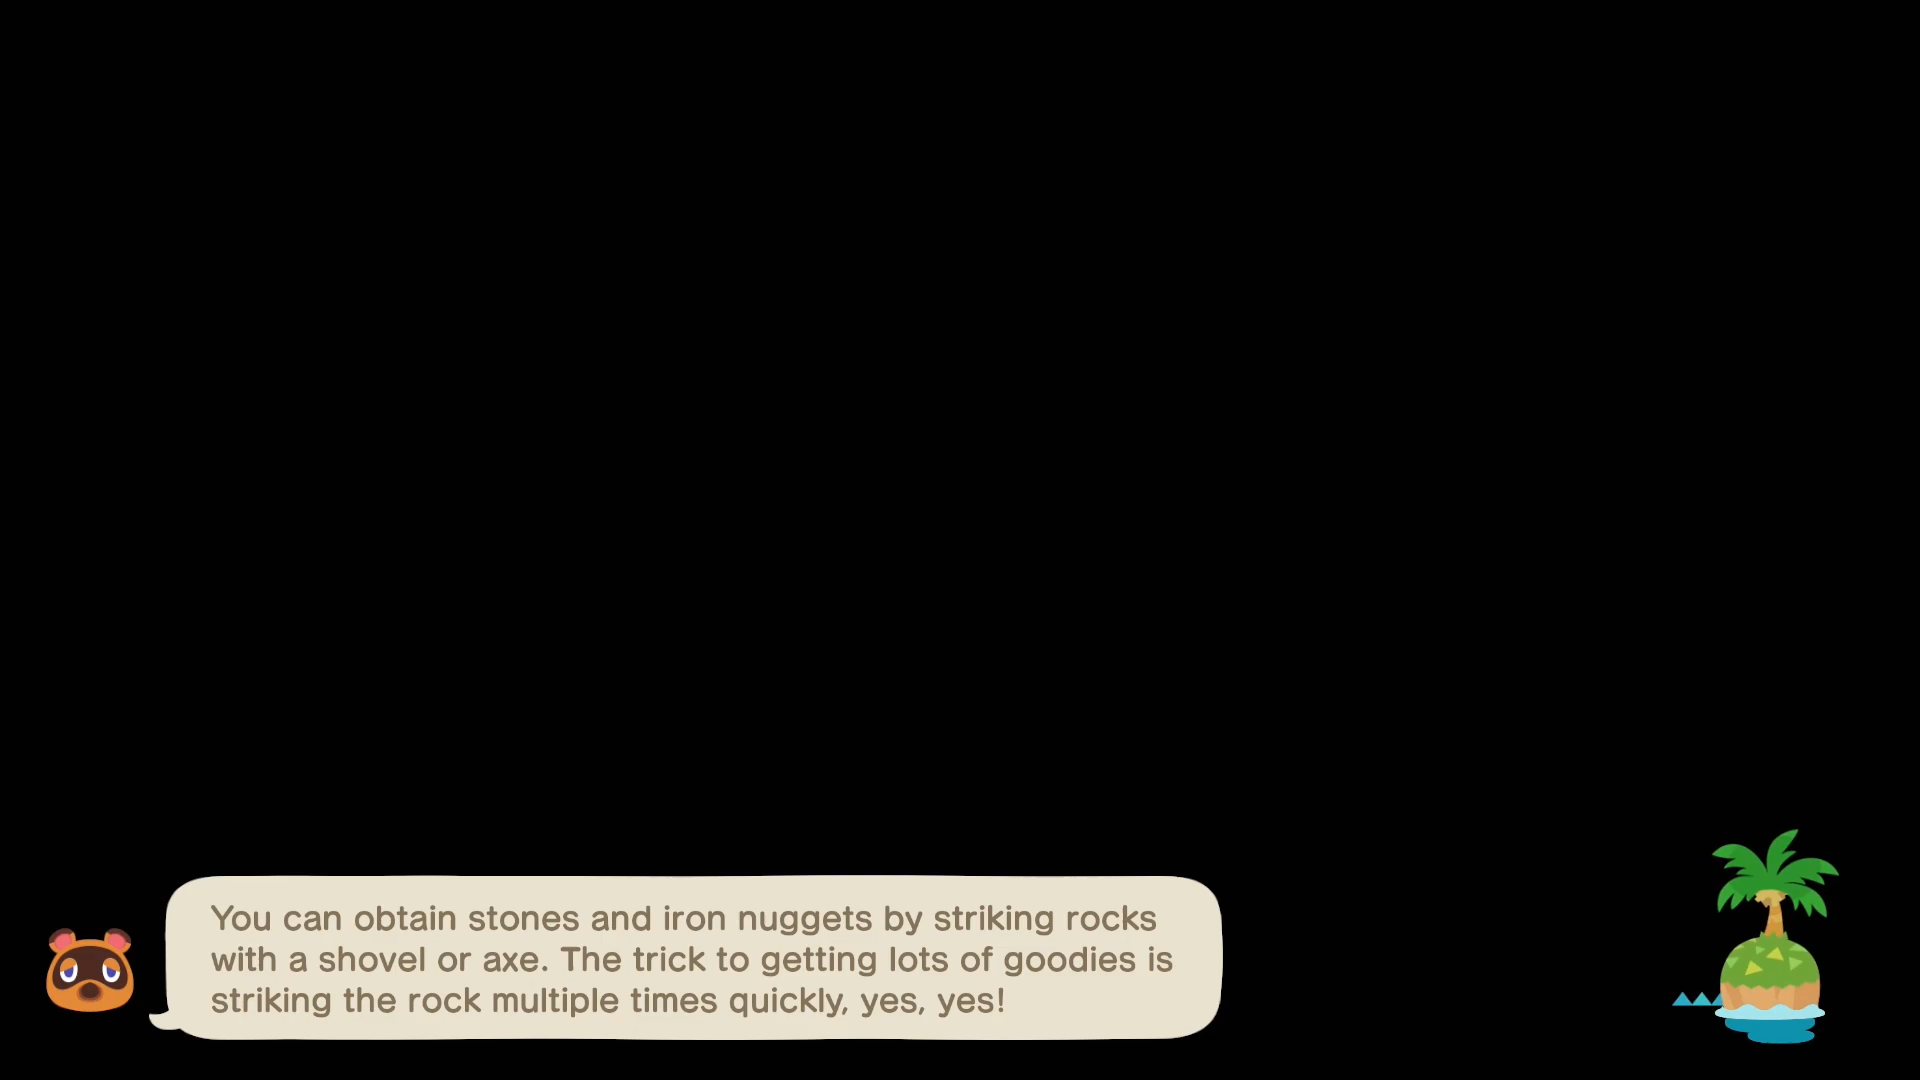 You can obtain stones and iron nuggets by striking rocks
with a shovel or axe. The trick to getting lots of goodies is
striking the rock multiple times quickly, yes, yes!